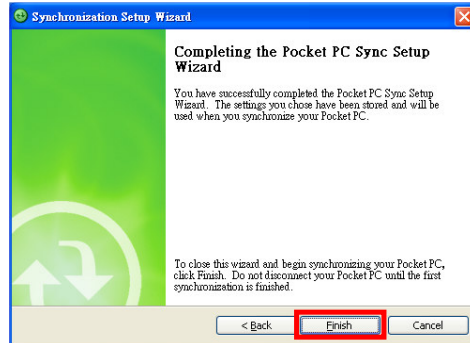 Synchronization Setup Wizard
Completing the Pocket PC Sync Setup
Wizard
You have successfully completed the Pocket PC Sync Setup
Wizard. The settings you chose have been stored and will be
used when you synchronize your Pocket PC.
To close this wizard and begin synchronizing your Pocket PC,
click Finish. Do not disconnect your Pocket PC until the first
synchronization is finished.
< Back Finish Cancel